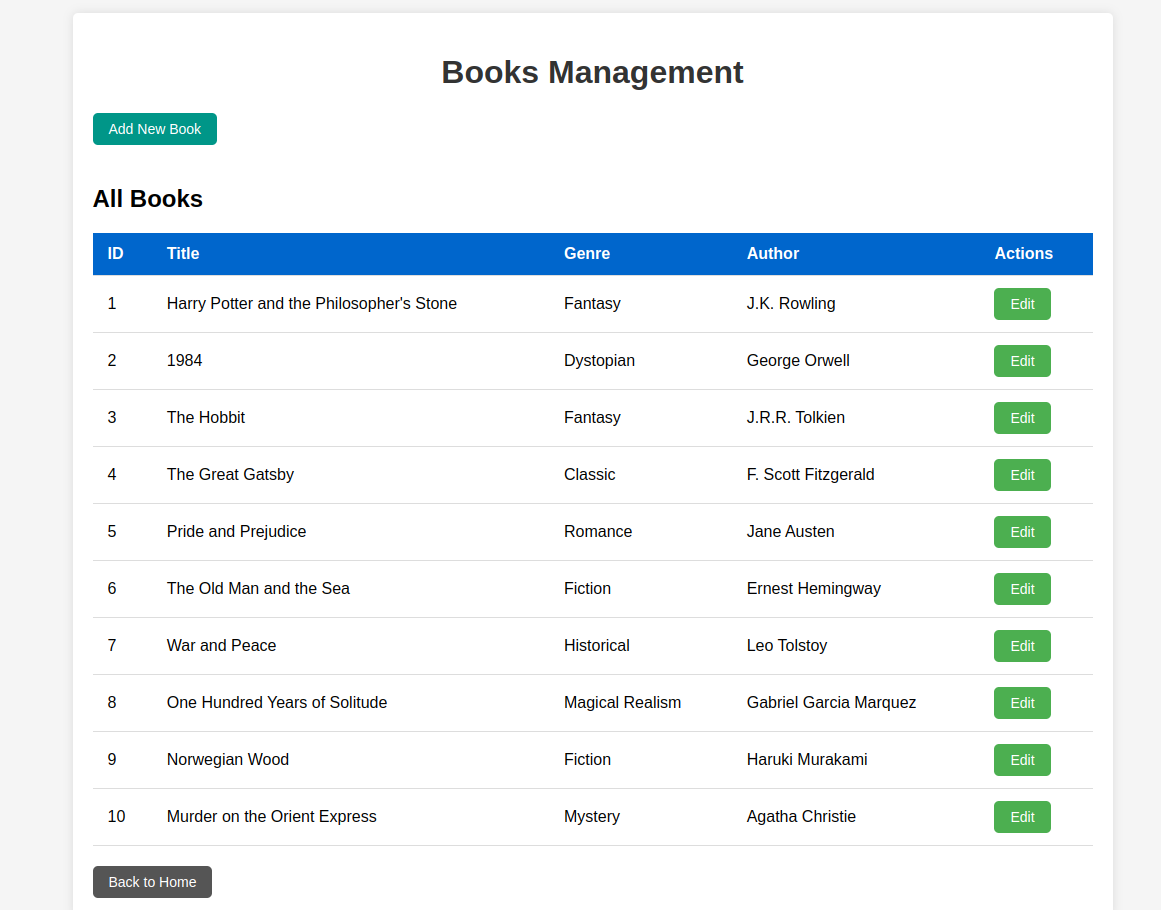 Books Management
Add New Book
All Books
ID Title Genre Author Actions
1 Harry Potter and the Philosopher's Stone Fantasy J.K. Rowling Edit
2 1984 Dystopian George Orwell Edit
3 The Hobbit Fantasy J.R.R. Tolkien Edit
4 The Great Gatsby Classic F. Scott Fitzgerald Edit
5 Pride and Prejudice Romance Jane Austen Edit
6 The Old Man and the Sea Fiction Ernest Hemingway Edit
7 War and Peace Historical Leo Tolstoy Edit
8 One Hundred Years of Solitude Magical Realism Gabriel Garcia Marquez Edit
9 Norwegian Wood Fiction Haruki Murakami Edit
10 Murder on the Orient Express Mystery Agatha Christie Edit
Back to Home